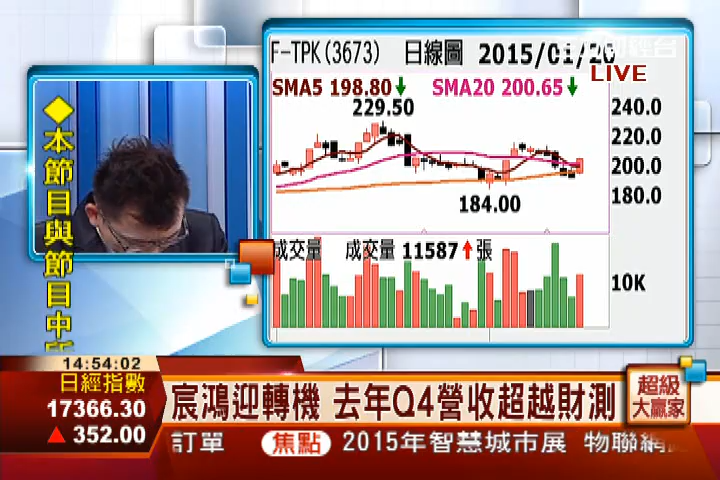 F-TPK(3673) 日線圖 2015/01/20
LIVE
SMA5 198.80↓ SMA20 200.65↓
229.50
184.00
240.0
220.0
200.0
180.0
成交量 成交量 11587↑張
10K
◆本節目與節目中所
14:54:02
日經指數
17366.30
▲ 352.00
宸鴻迎轉機 去年Q4營收超越財測
超級
大贏家
訂單 焦點 2015年智慧城市展 物聯網